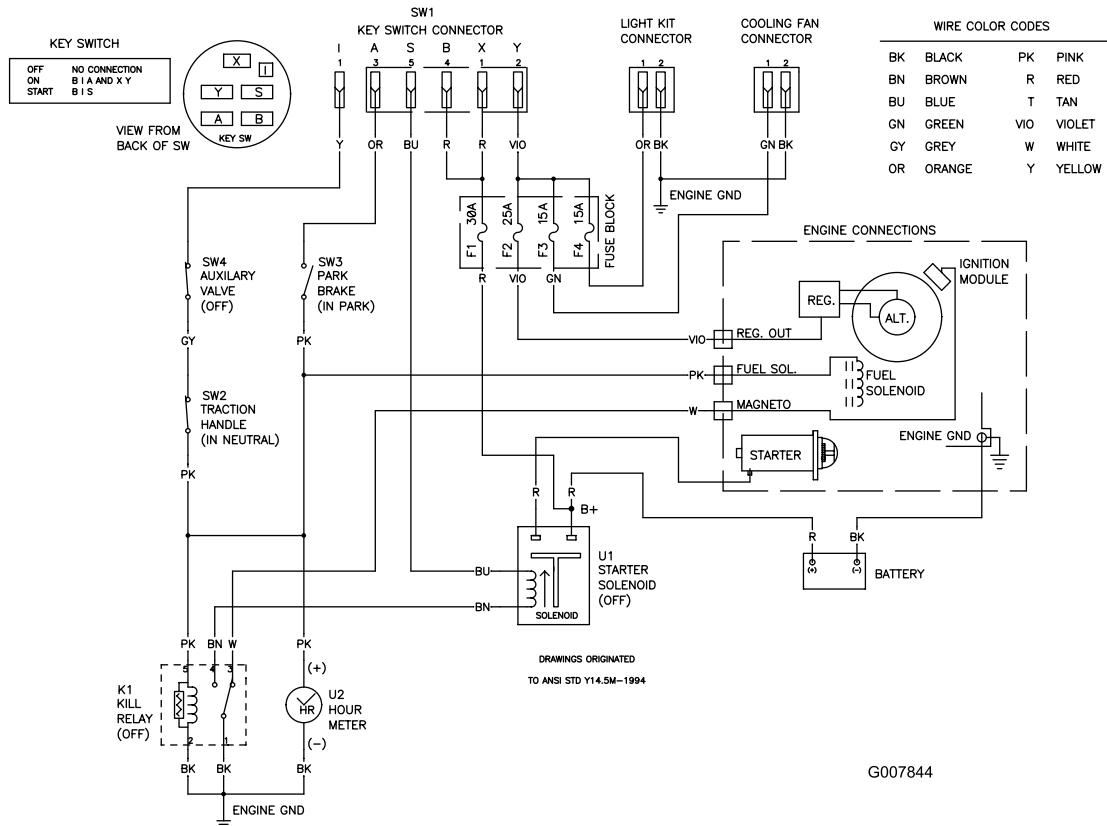 KEY SWITCH
OFF NO CONNECTION
ON B I A AND X Y
START B I S
X
I
Y S
A B
KEY SW
VIEW FROM
BACK OF SW
SW1
KEY SWITCH CONNECTOR
I A S B X Y
1 3 5 4 1 2
Y OR BU R R VIO
LIGHT KIT
CONNECTOR
1 2
OR BK
COOLING FAN
CONNECTOR
1 2
GN BK
ENGINE GND
WIRE COLOR CODES
BK BLACK PK PINK
BN BROWN R RED
BU BLUE T TAN
GN GREEN VIO VIOLET
GY GREY W WHITE
OR ORANGE Y YELLOW
F1 30A
F2 25A
F3 15A
F4 15A
FUSE BLOCK
R VIO GN
SW4
AUXILARY
VALVE
(OFF)
SW3
PARK
BRAKE
(IN PARK)
GY
PK
SW2
TRACTION
HANDLE
(IN NEUTRAL)
PK
ENGINE CONNECTIONS
IGNITION
MODULE
REG.
ALT.
VIO REG. OUT
PK FUEL SOL.
FUEL
SOLENOID
W MAGNETO
ENGINE GND
STARTER
R R
B+
U1
STARTER
SOLENOID
(OFF)
SOLENOID
BU
BN
R BK
(+) (-)
BATTERY
DRAWINGS ORIGINATED
TO ANSI STD Y14.5M-1994
PK BN W PK
5 4 3
(+)
K1
KILL
RELAY
(OFF)
HR
U2
HOUR
METER
2 1
(-)
BK BK BK
ENGINE GND
G007844